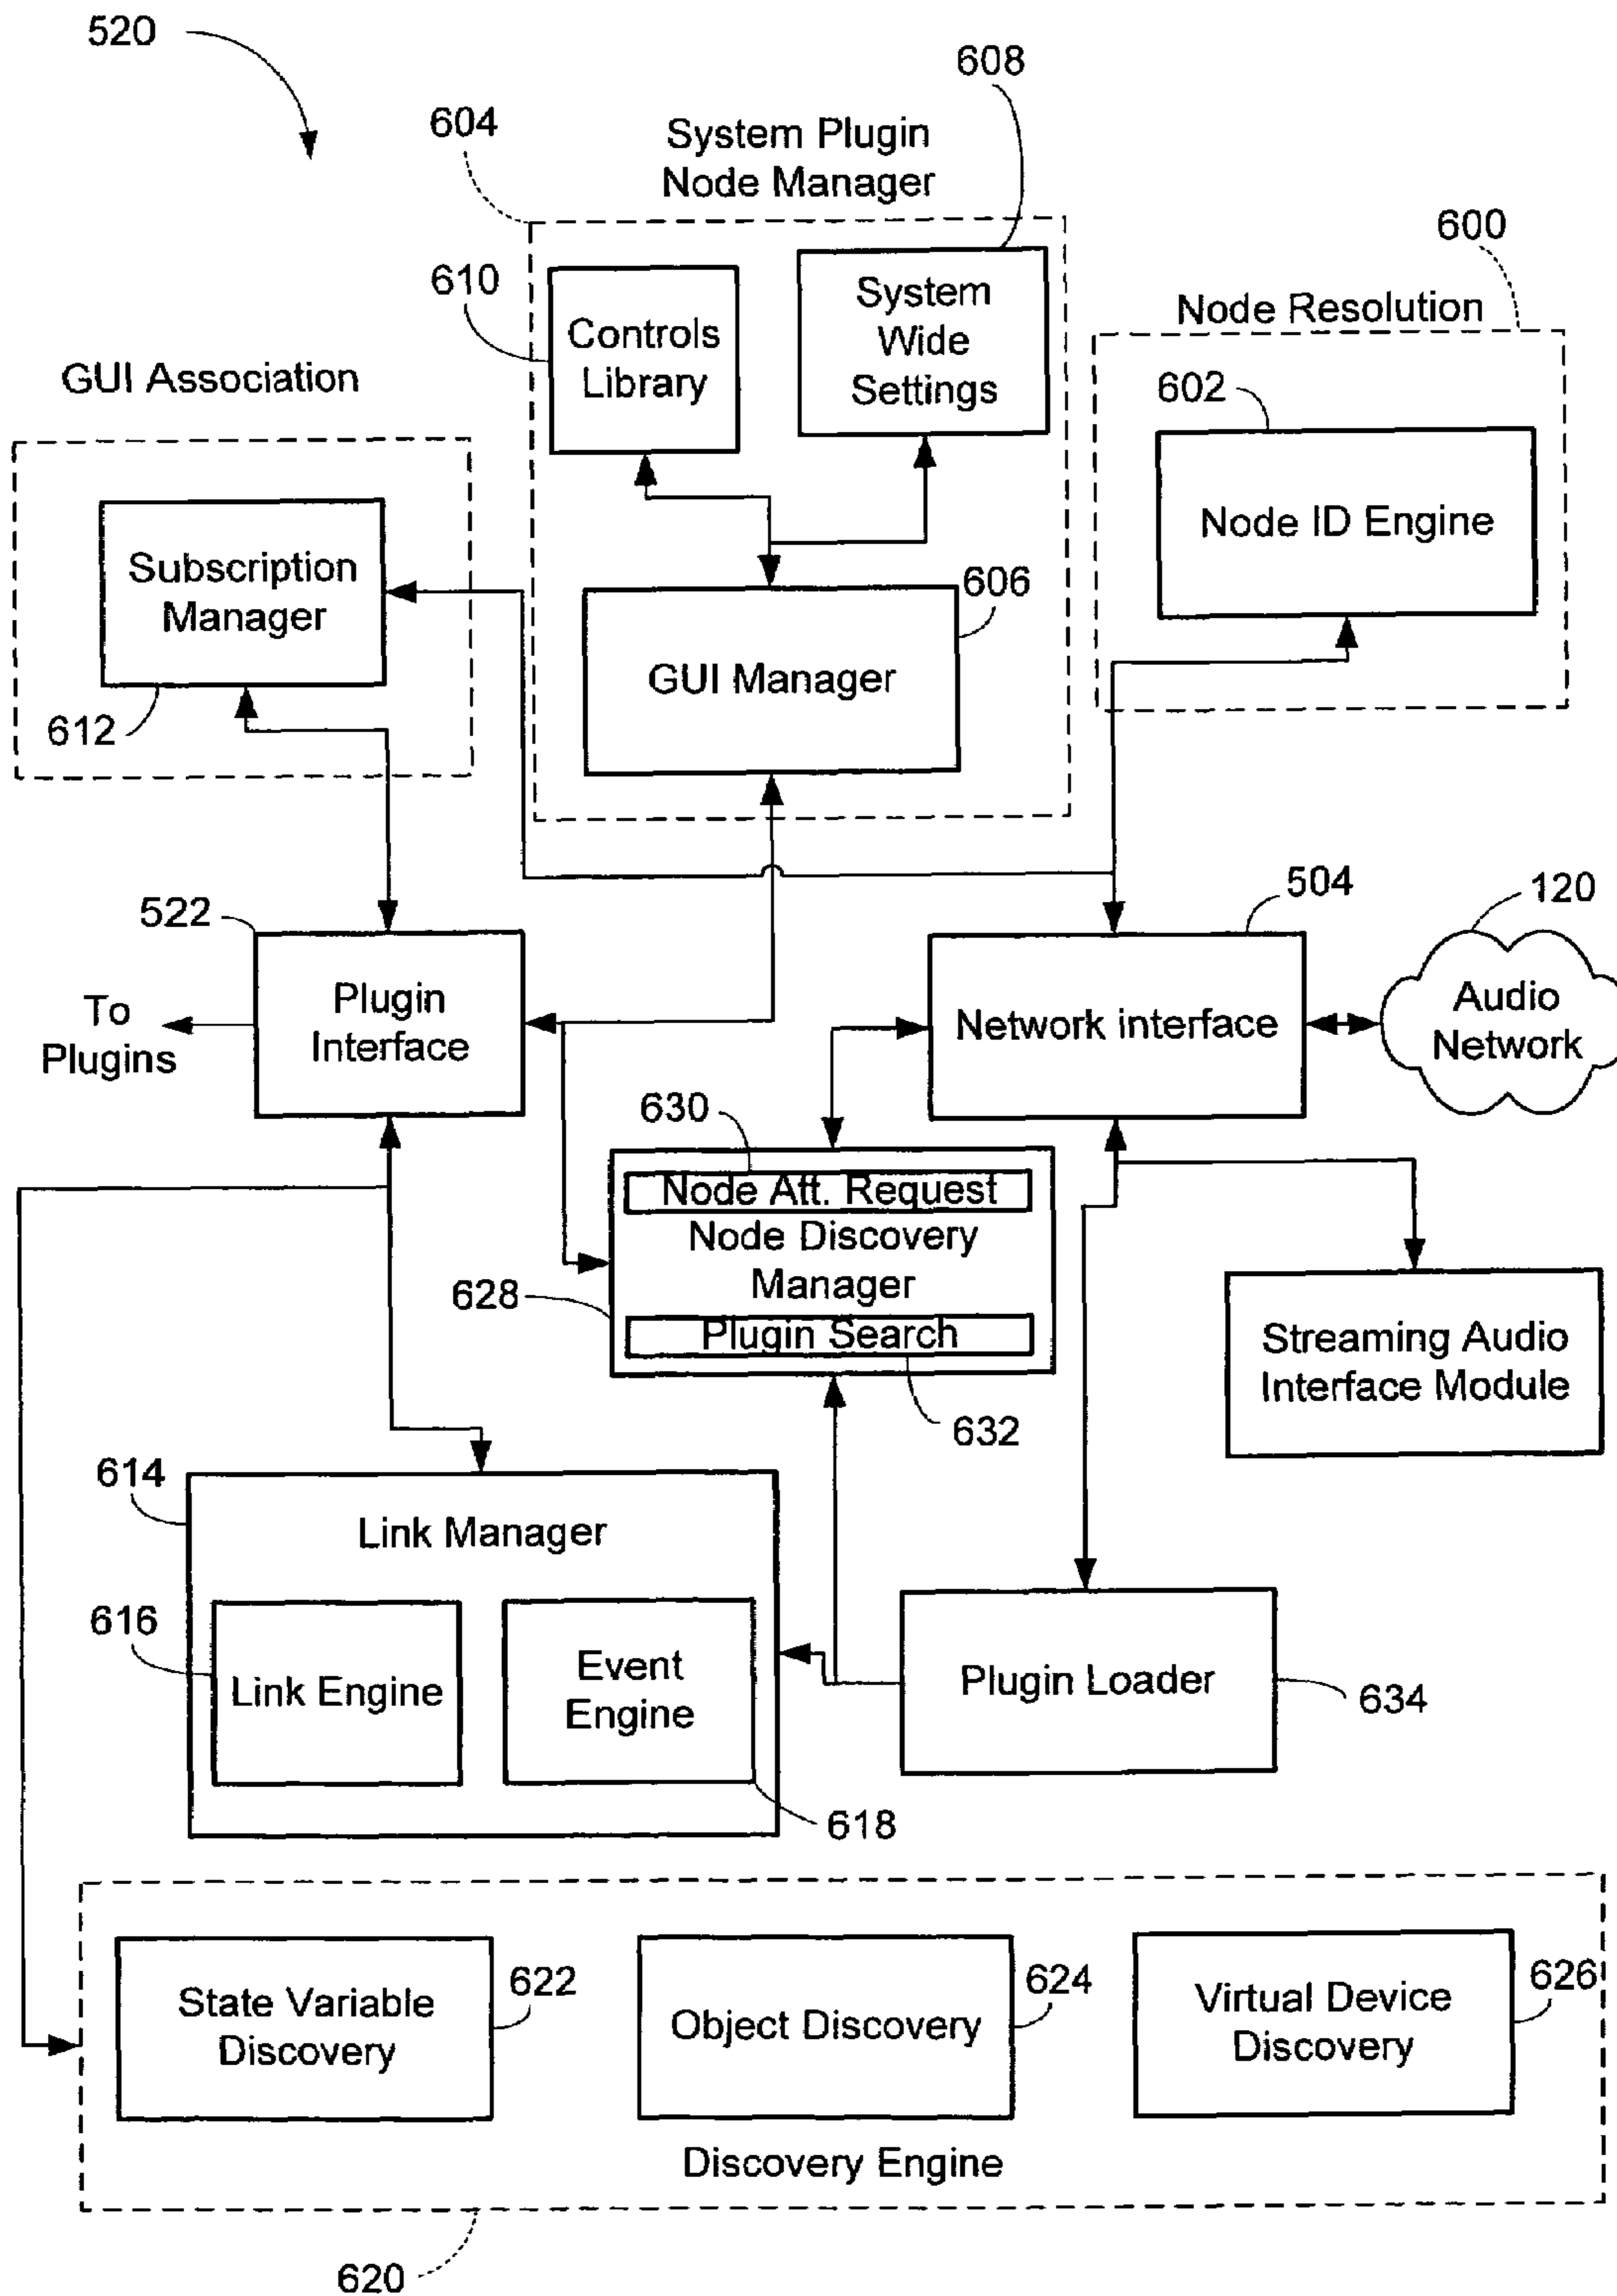 520
608
604
System Plugin
Node Manager
600
610
Controls
Library
System
Wide
Settings
Node Resolution
GUI Association
602
Node ID Engine
Subscription
Manager
606
GUI Manager
612
522
504
120
To
Plugins
Plugin
Interface
Network interface
Audio
Network
630
Node Att. Request
Node Discovery
Manager
628
Plugin Search
632
Streaming Audio
Interface Module
614
Link Manager
616
Link Engine
Event
Engine
618
Plugin Loader
634
State Variable
Discovery
622
Object Discovery
624
Virtual Device
Discovery
626
Discovery Engine
620